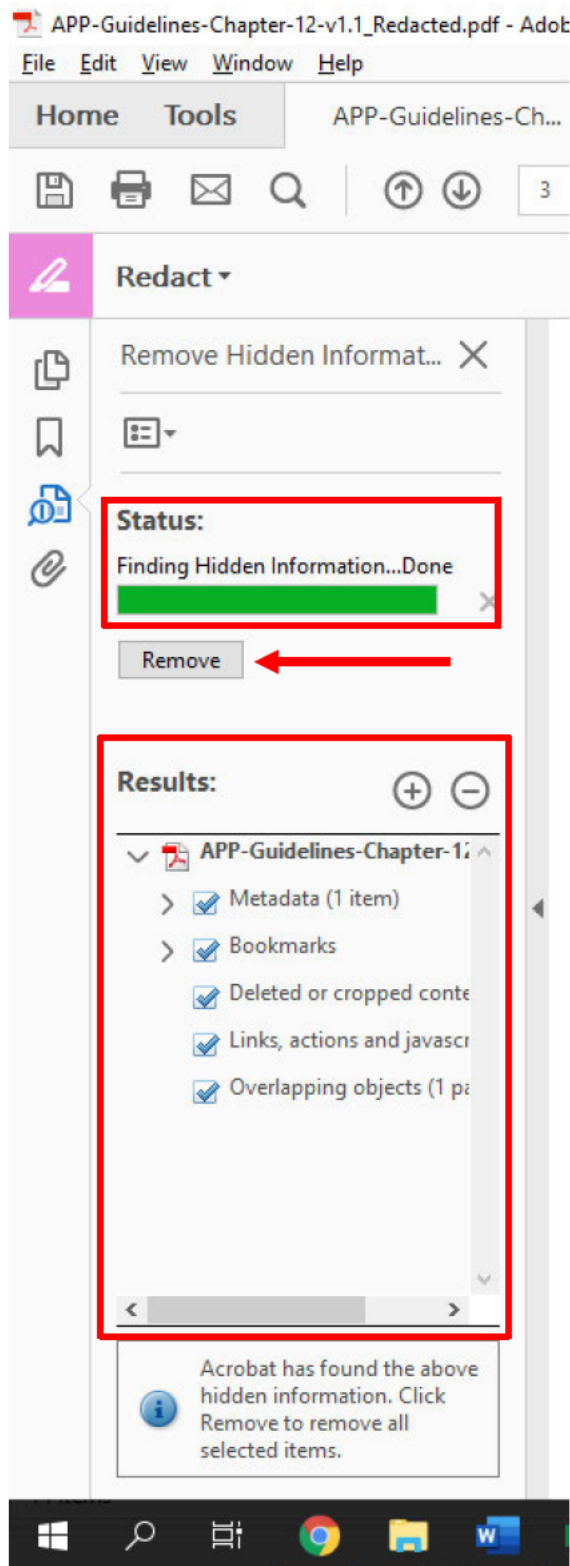 APP-Guidelines-Chapter-12-v1.1_Redacted.pdf - Adob
File Edit View Window Help
Home Tools APP-Guidelines-Ch...
3
Redact
Remove Hidden Informat...
Status:
Finding Hidden Information...Done
Remove
Results:
APP-Guidelines-Chapter-12
Metadata (1 item)
Bookmarks
Deleted or cropped conte
Links, actions and javascr
Overlapping objects (1 pa
Acrobat has found the above
hidden information. Click
Remove to remove all
selected items.
W